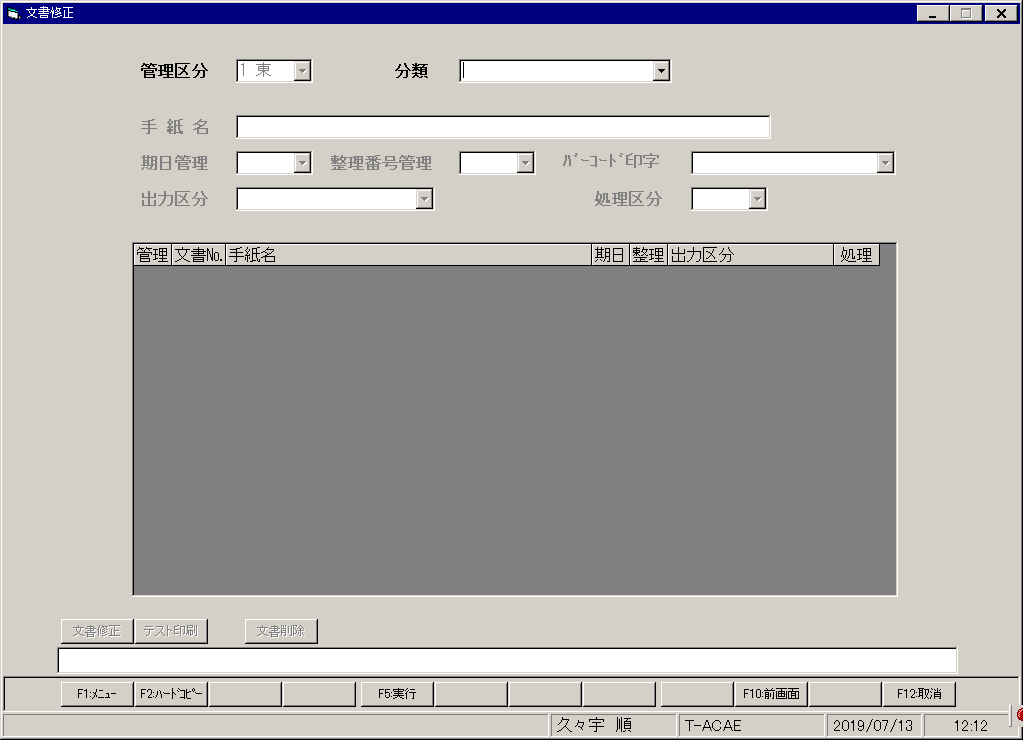 文書修正
管理区分 1 東 分類
手 紙 名
期日管理 整理番号管理 ﾊﾞｰｺｰﾄﾞ印字
出力区分 処理区分
管理 文書No. 手紙名 期日 整理 出力区分 処理
文書修正 テスト印刷 文書削除
F1:ﾒﾆｭｰ F2:ﾊｰﾄﾞｺﾋﾟｰ F5:実行 F10:前画面 F12:取消
久々宇 順 T-ACAE 2019/07/13 12:12